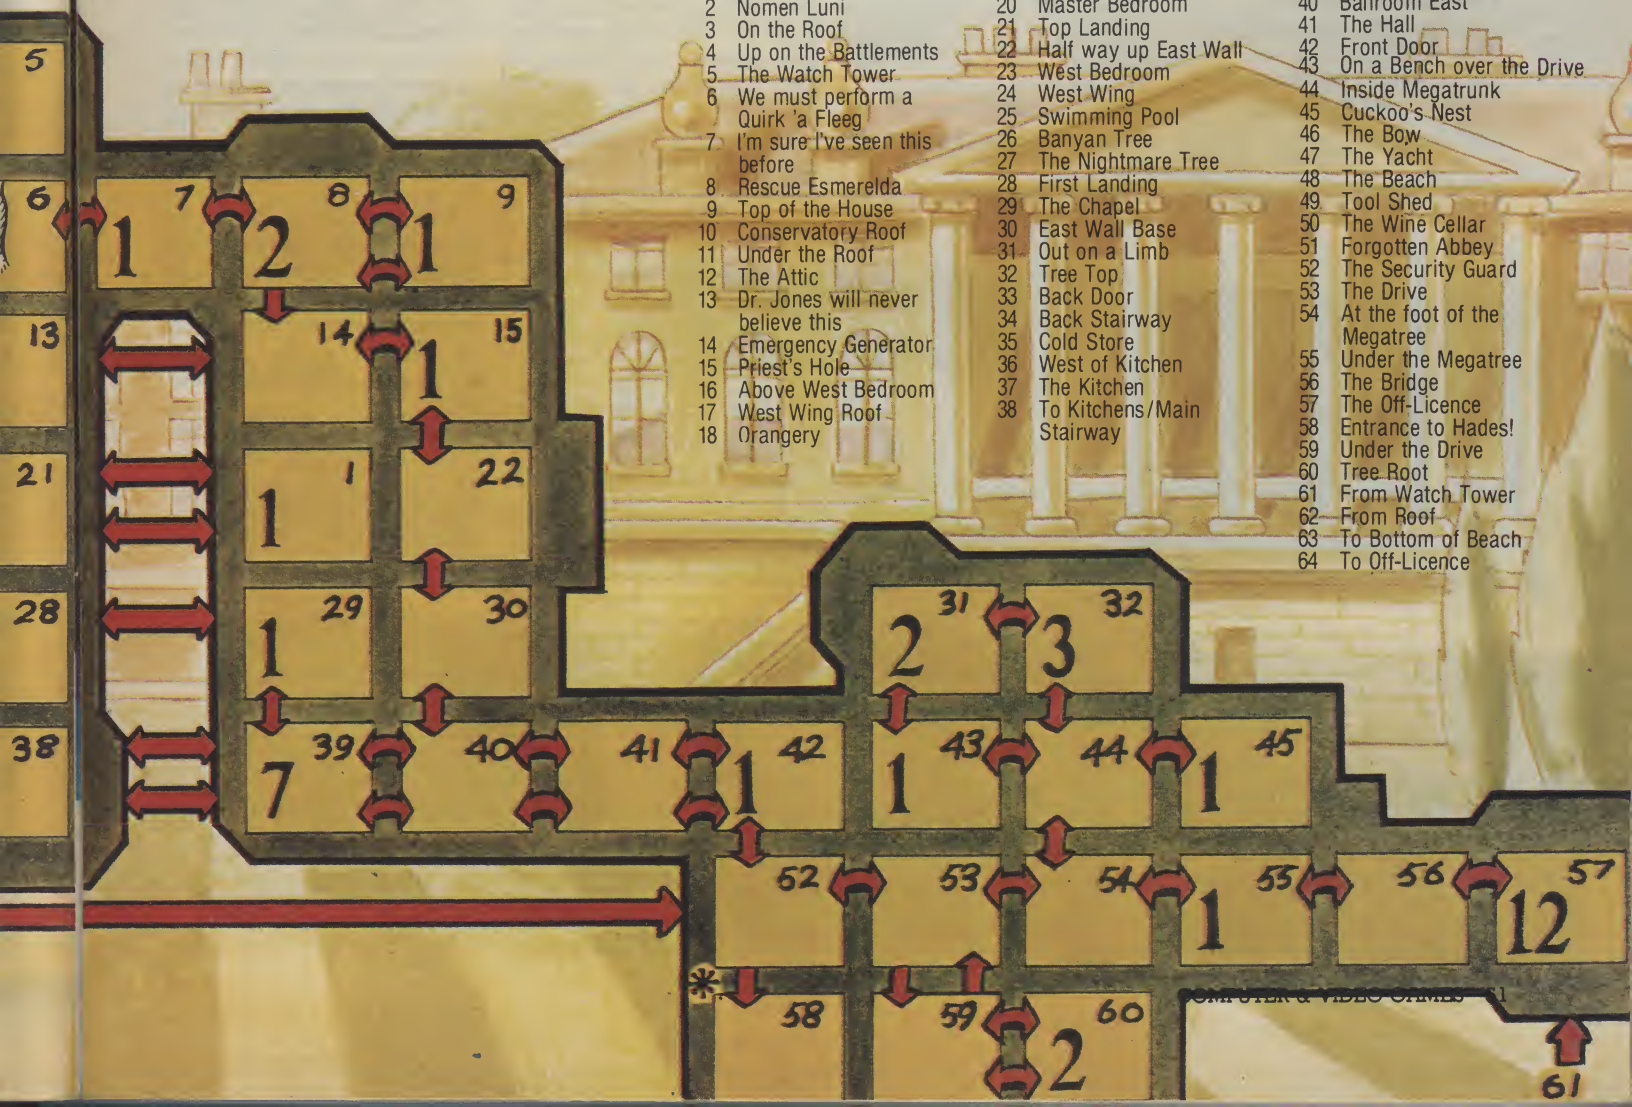 2 Nomen Luni
3 On the Roof
4 Up on the Battlements
5 The Watch Tower
6 We must perform a
Quirk 'a Fleeg
7 I'm sure I've seen this
before
8 Rescue Esmerelda
9 Top of the House
10 Conservatory Roof
11 Under the Roof
12 The Attic
13 Dr. Jones will never
believe this
14 Emergency Generator
15 Priest's Hole
16 Above West Bedroom
17 West Wing Roof
18 Orangery
20 Master Bedroom
21 Top Landing
22 Half way up East Wall
23 West Bedroom
24 West Wing
25 Swimming Pool
26 Banyan Tree
27 The Nightmare Tree
28 First Landing
29 The Chapel
30 East Wall Base
31 Out on a Limb
32 Tree Top
33 Back Door
34 Back Stairway
35 Cold Store
36 West of Kitchen
37 The Kitchen
38 To Kitchens/Main
Stairway
40 Ballroom East
41 The Hall
42 Front Door
43 On a Bench over the Drive
44 Inside Megatrunk
45 Cuckoo's Nest
46 The Bow
47 The Yacht
48 The Beach
49 Tool Shed
50 The Wine Cellar
51 Forgotten Abbey
52 The Security Guard
53 The Drive
54 At the foot of the
Megatree
55 Under the Megatree
56 The Bridge
57 The Off-Licence
58 Entrance to Hades!
59 Under the Drive
60 Tree Root
61 From Watch Tower
62 From Roof
63 To Bottom of Beach
64 To Off-Licence
5
6 7 8 9
1 2 1
13 14 15
1
21 1 22
1
28 29 30 31 32
1 2 3
38 39 40 41 42 43 44 45
7 1 1 1
52 53 54 55 56 57
1 12
*
58 59 60
2
COMPUTER & VIDEO GAMES
61